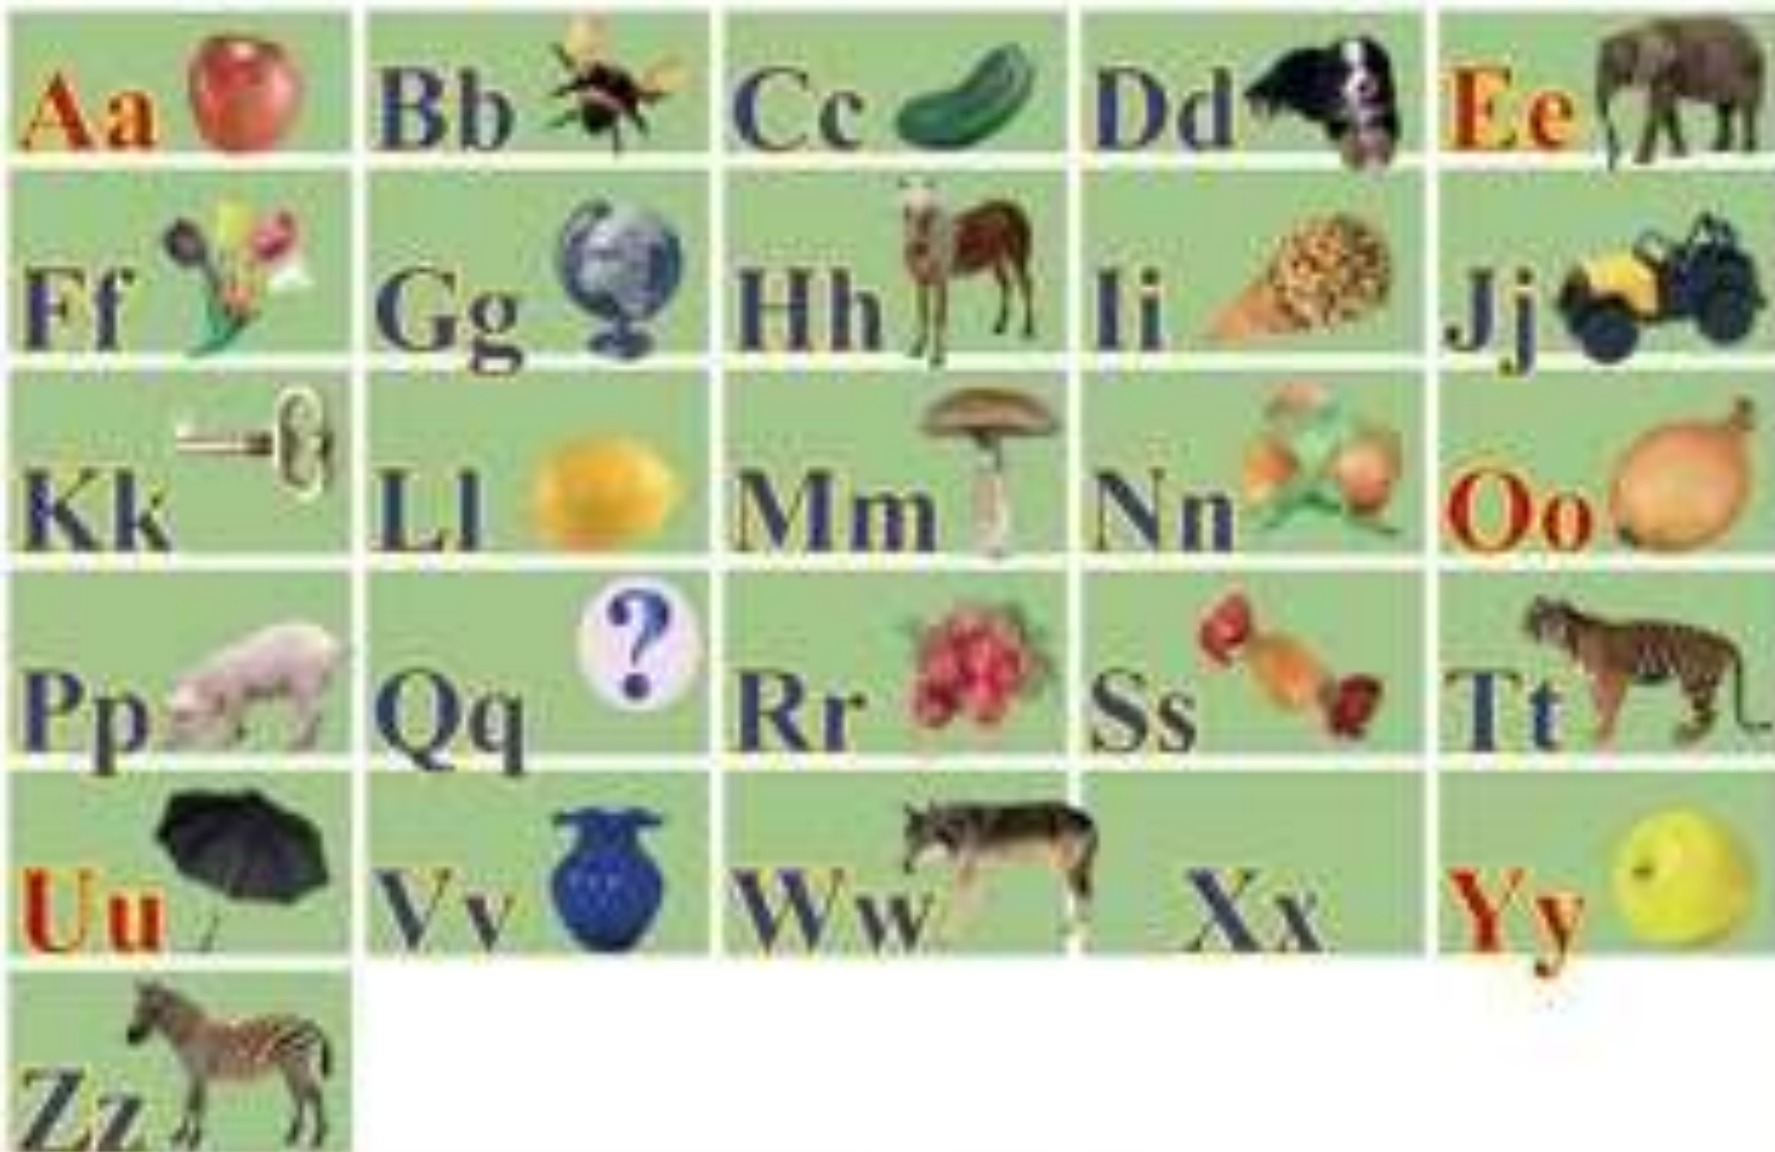 Aa Bb Cc Dd Ee
Ff Gg Hh Ii Jj
Kk Ll Mm Nn Oo
Pp Qq ? Rr Ss Tt
Uu Vv Ww Xx Yy
Zz